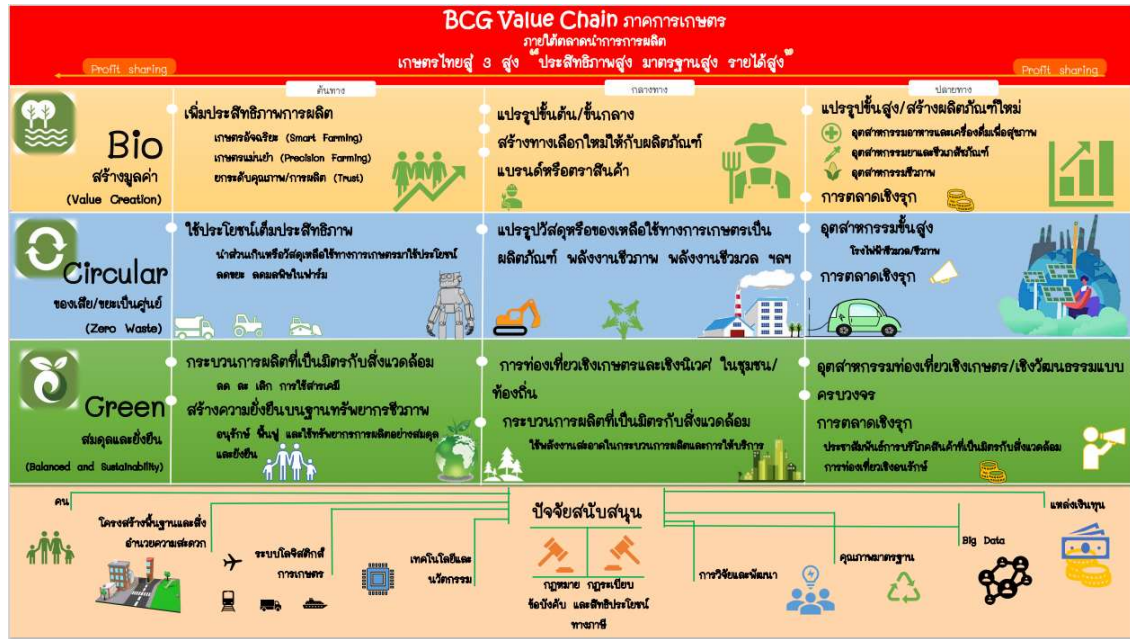 BCG Value Chain ภาคการเกษตร
ภายใต้ตลาดนำการการผลิต
เกษตรไทยสู่ 3 สูง "ประสิทธิภาพสูง มาตรฐานสูง รายได้สูง"
Profit sharing
Profit sharing
ต้นทาง
กลางทาง
ปลายทาง
Bio
สร้างมูลค่า
(Value Creation)
เพิ่มประสิทธิภาพการผลิต
เกษตรอัจฉริยะ (Smart Farming)
เกษตรแม่นยำ (Precision Farming)
ยกระดับคุณภาพ/การผลิต (Trust)
แปรรูปขั้นต้น/ขั้นกลาง
สร้างทางเลือกใหม่ให้กับผลิตภัณฑ์
แบรนด์หรือตราสินค้า
แปรรูปขั้นสูง/สร้างผลิตภัณฑ์ใหม่
อุตสาหกรรมอาหารและเครื่องดื่มเพื่อสุขภาพ
อุตสาหกรรมยาและชีวเภสัชภัณฑ์
อุตสาหกรรมชีวภาพ
การตลาดเชิงรุก
Circular
ของเสีย/ขยะเป็นศูนย์
(Zero Waste)
ใช้ประโยชน์เต็มประสิทธิภาพ
นำส่วนเกินหรือวัสดุเหลือใช้ทางการเกษตรมาใช้ประโยชน์
ลดขยะ ลดมลพิษในฟาร์ม
แปรรูปวัสดุหรือของเหลือใช้ทางการเกษตรเป็น
ผลิตภัณฑ์ พลังงานชีวภาพ พลังงานชีวมวล ฯลฯ
อุตสาหกรรมขั้นสูง
โรงไฟฟ้าชีวมวล/ชีวภาพ
การตลาดเชิงรุก
Green
สมดุลและยั่งยืน
(Balanced and Sustainability)
กระบวนการผลิตที่เป็นมิตรกับสิ่งแวดล้อม
ลด ละ เลิก การใช้สารเคมี
สร้างความยั่งยืนบนฐานทรัพยากรชีวภาพ
อนุรักษ์ ฟื้นฟู และใช้ทรัพยากรการผลิตอย่างสมดุล
และยั่งยืน
การท่องเที่ยวเชิงเกษตรและเชิงนิเวศ ในชุมชน/
ท้องถิ่น
กระบวนการผลิตที่เป็นมิตรกับสิ่งแวดล้อม
ใช้พลังงานสะอาดในกระบวนการผลิตและการให้บริการ
อุตสาหกรรมท่องเที่ยวเชิงเกษตร/เชิงวัฒนธรรมแบบ
ครบวงจร
การตลาดเชิงรุก
ประชาสัมพันธ์การบริโภคสินค้าที่เป็นมิตรกับสิ่งแวดล้อม
การท่องเที่ยวเชิงอนุรักษ์
คน
โครงสร้างพื้นฐานและสิ่ง
อำนวยความสะดวก
ระบบโลจิสติกส์
การเกษตร
เทคโนโลยีและ
นวัตกรรม
ปัจจัยสนับสนุน
กฎหมาย กฎระเบียบ
ข้อบังคับ และสิทธิประโยชน์
ทางภาษี
การวิจัยและพัฒนา
คุณภาพมาตรฐาน
Big Data
แหล่งเงินทุน